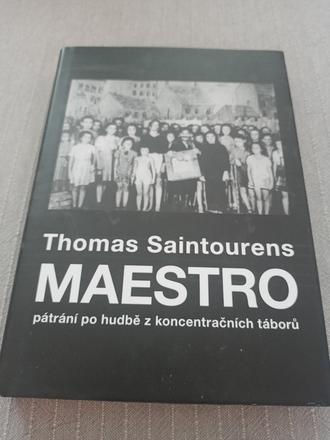 Thomas Saintourens
MAESTRO
pátrání po hudbě z koncentračních táborů